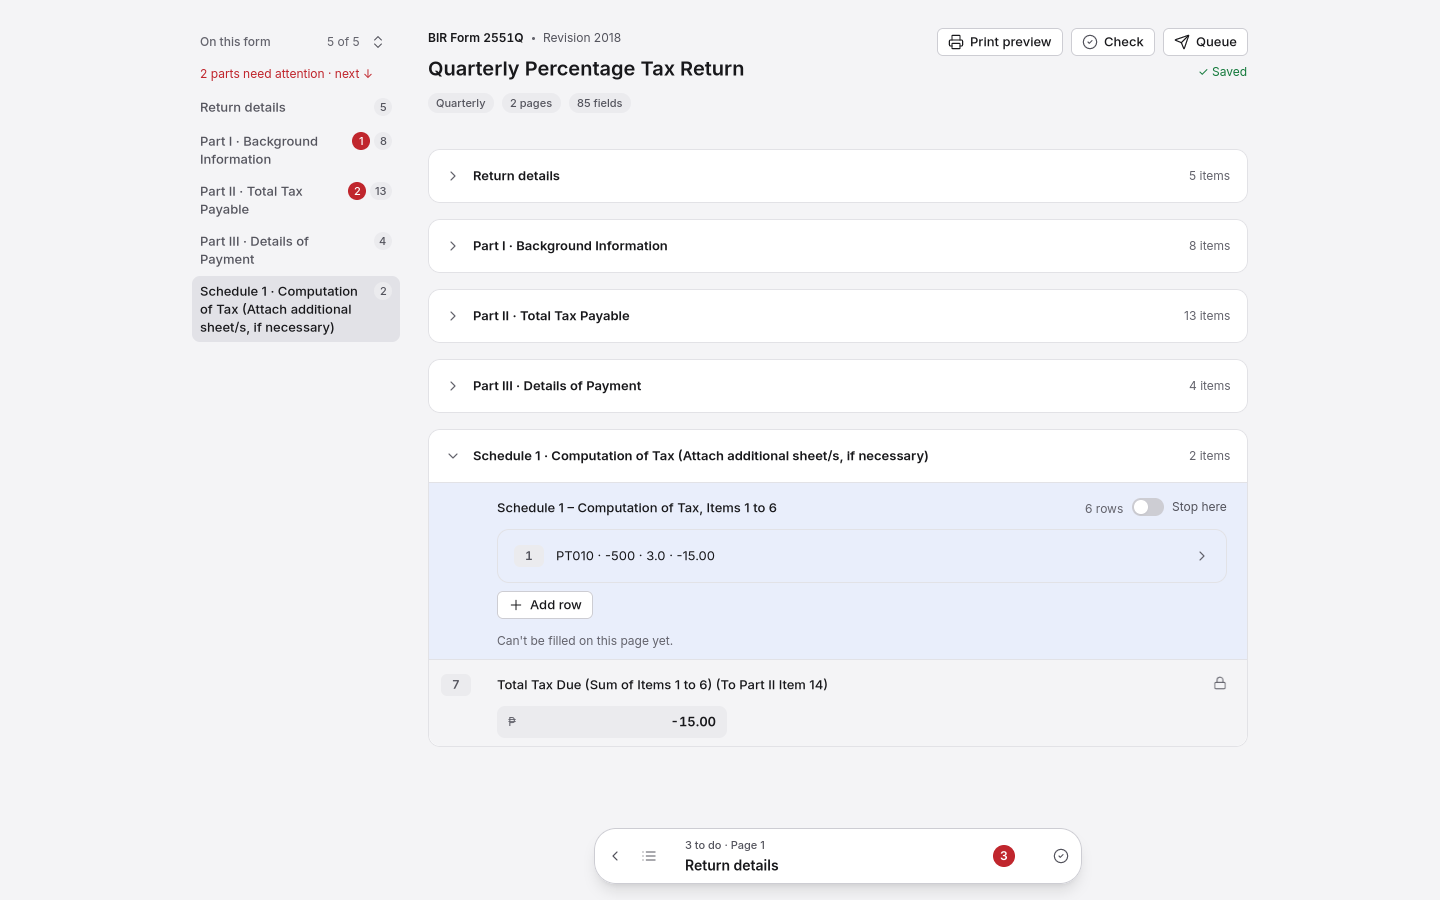 On this form 5 of 5
2 parts need attention · next ↓
Return details 5
Part I · Background Information 1 8
Part II · Total Tax Payable 2 13
Part III · Details of Payment 4
Schedule 1 · Computation of Tax (Attach additional sheet/s, if necessary) 2
BIR Form 2551Q • Revision 2018
Quarterly Percentage Tax Return
Quarterly 2 pages 85 fields
Print preview Check Queue
✓ Saved
Return details 5 items
Part I · Background Information 8 items
Part II · Total Tax Payable 13 items
Part III · Details of Payment 4 items
Schedule 1 · Computation of Tax (Attach additional sheet/s, if necessary) 2 items
Schedule 1 – Computation of Tax, Items 1 to 6 6 rows Stop here
1 PT010 · -500 · 3.0 · -15.00
Add row
Can't be filled on this page yet.
7 Total Tax Due (Sum of Items 1 to 6) (To Part II Item 14)
₱ -15.00
3 to do · Page 1
Return details 3